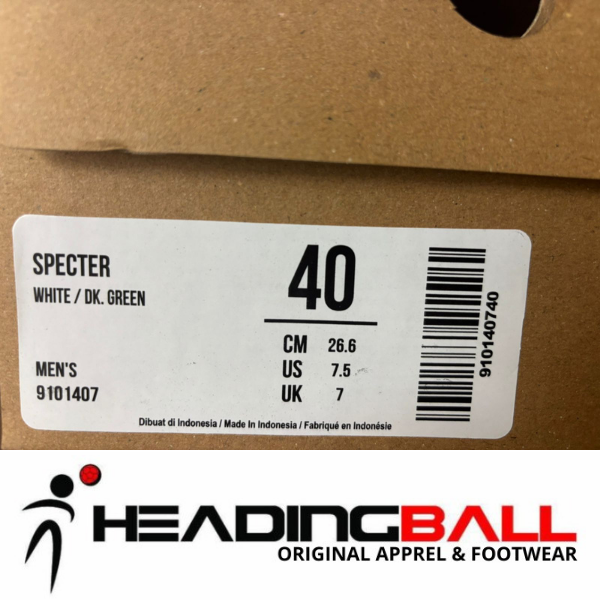 SPECTER
WHITE / DK. GREEN
MEN'S
9101407
40
CM 26.6
US 7.5
UK 7
910140740
Dibuat di Indonesia / Made In Indonesia / Fabriqué en Indonésie
HEADINGBALL
ORIGINAL APPREL & FOOTWEAR